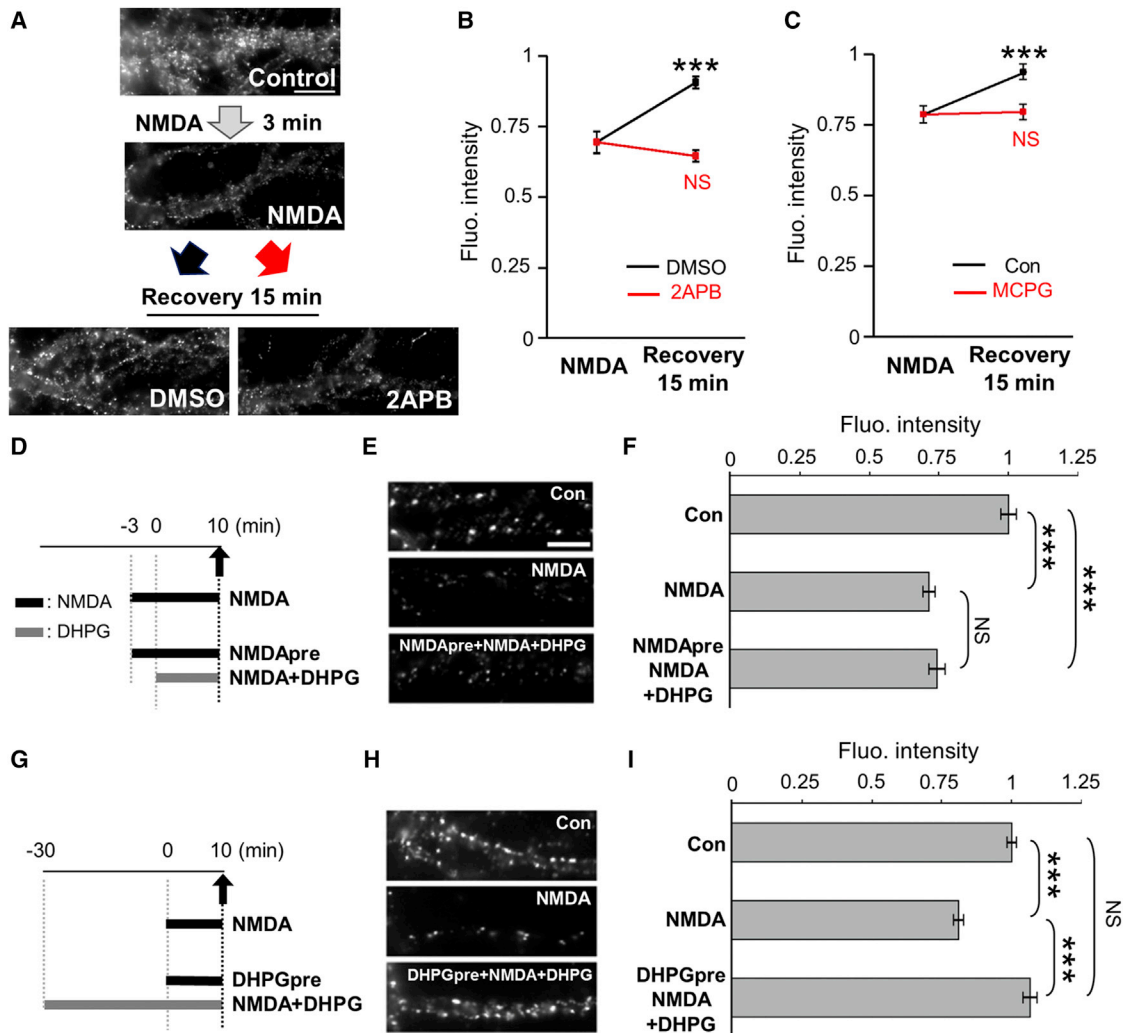 A
Control
NMDA
3 min
NMDA
Recovery 15 min
DMSO
2APB
B
Fluo. intensity
1
0.75
0.5
0.25
0
***
NS
DMSO
2APB
NMDA
Recovery
15 min
C
Fluo. intensity
1
0.75
0.5
0.25
0
***
NS
Con
MCPG
NMDA
Recovery
15 min
D
-3 0 10 (min)
: NMDA
: DHPG
NMDA
NMDApre
NMDA+DHPG
E
Con
NMDA
NMDApre+NMDA+DHPG
F
Fluo. intensity
0 0.25 0.5 0.75 1 1.25
Con
NMDA
NMDApre
NMDA
+DHPG
***
NS
***
G
-30 0 10 (min)
NMDA
DHPGpre
NMDA+DHPG
H
Con
NMDA
DHPGpre+NMDA+DHPG
I
Fluo. intensity
0 0.25 0.5 0.75 1 1.25
Con
NMDA
DHPGpre
NMDA
+DHPG
***
***
NS